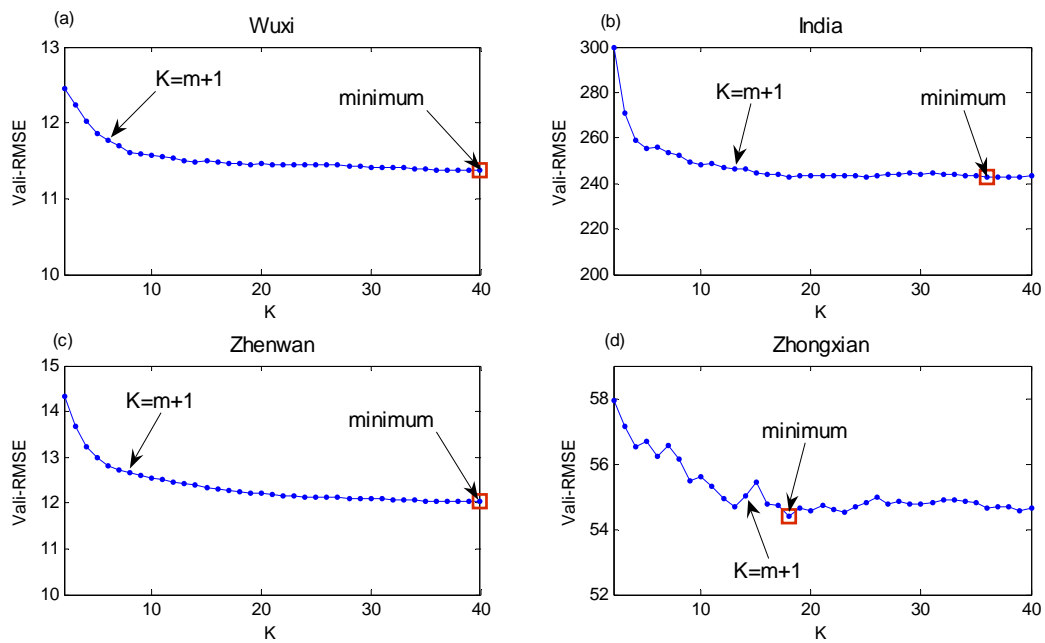 (a)
Wuxi
13
12
11
10
Vali-RMSE
K=m+1
minimum
10
20
30
40
K
(b)
India
300
280
260
240
220
200
Vali-RMSE
K=m+1
minimum
10
20
30
40
K
(c)
Zhenwan
15
14
13
12
11
10
Vali-RMSE
K=m+1
minimum
10
20
30
40
K
(d)
Zhongxian
58
56
54
52
Vali-RMSE
minimum
K=m+1
10
20
30
40
K